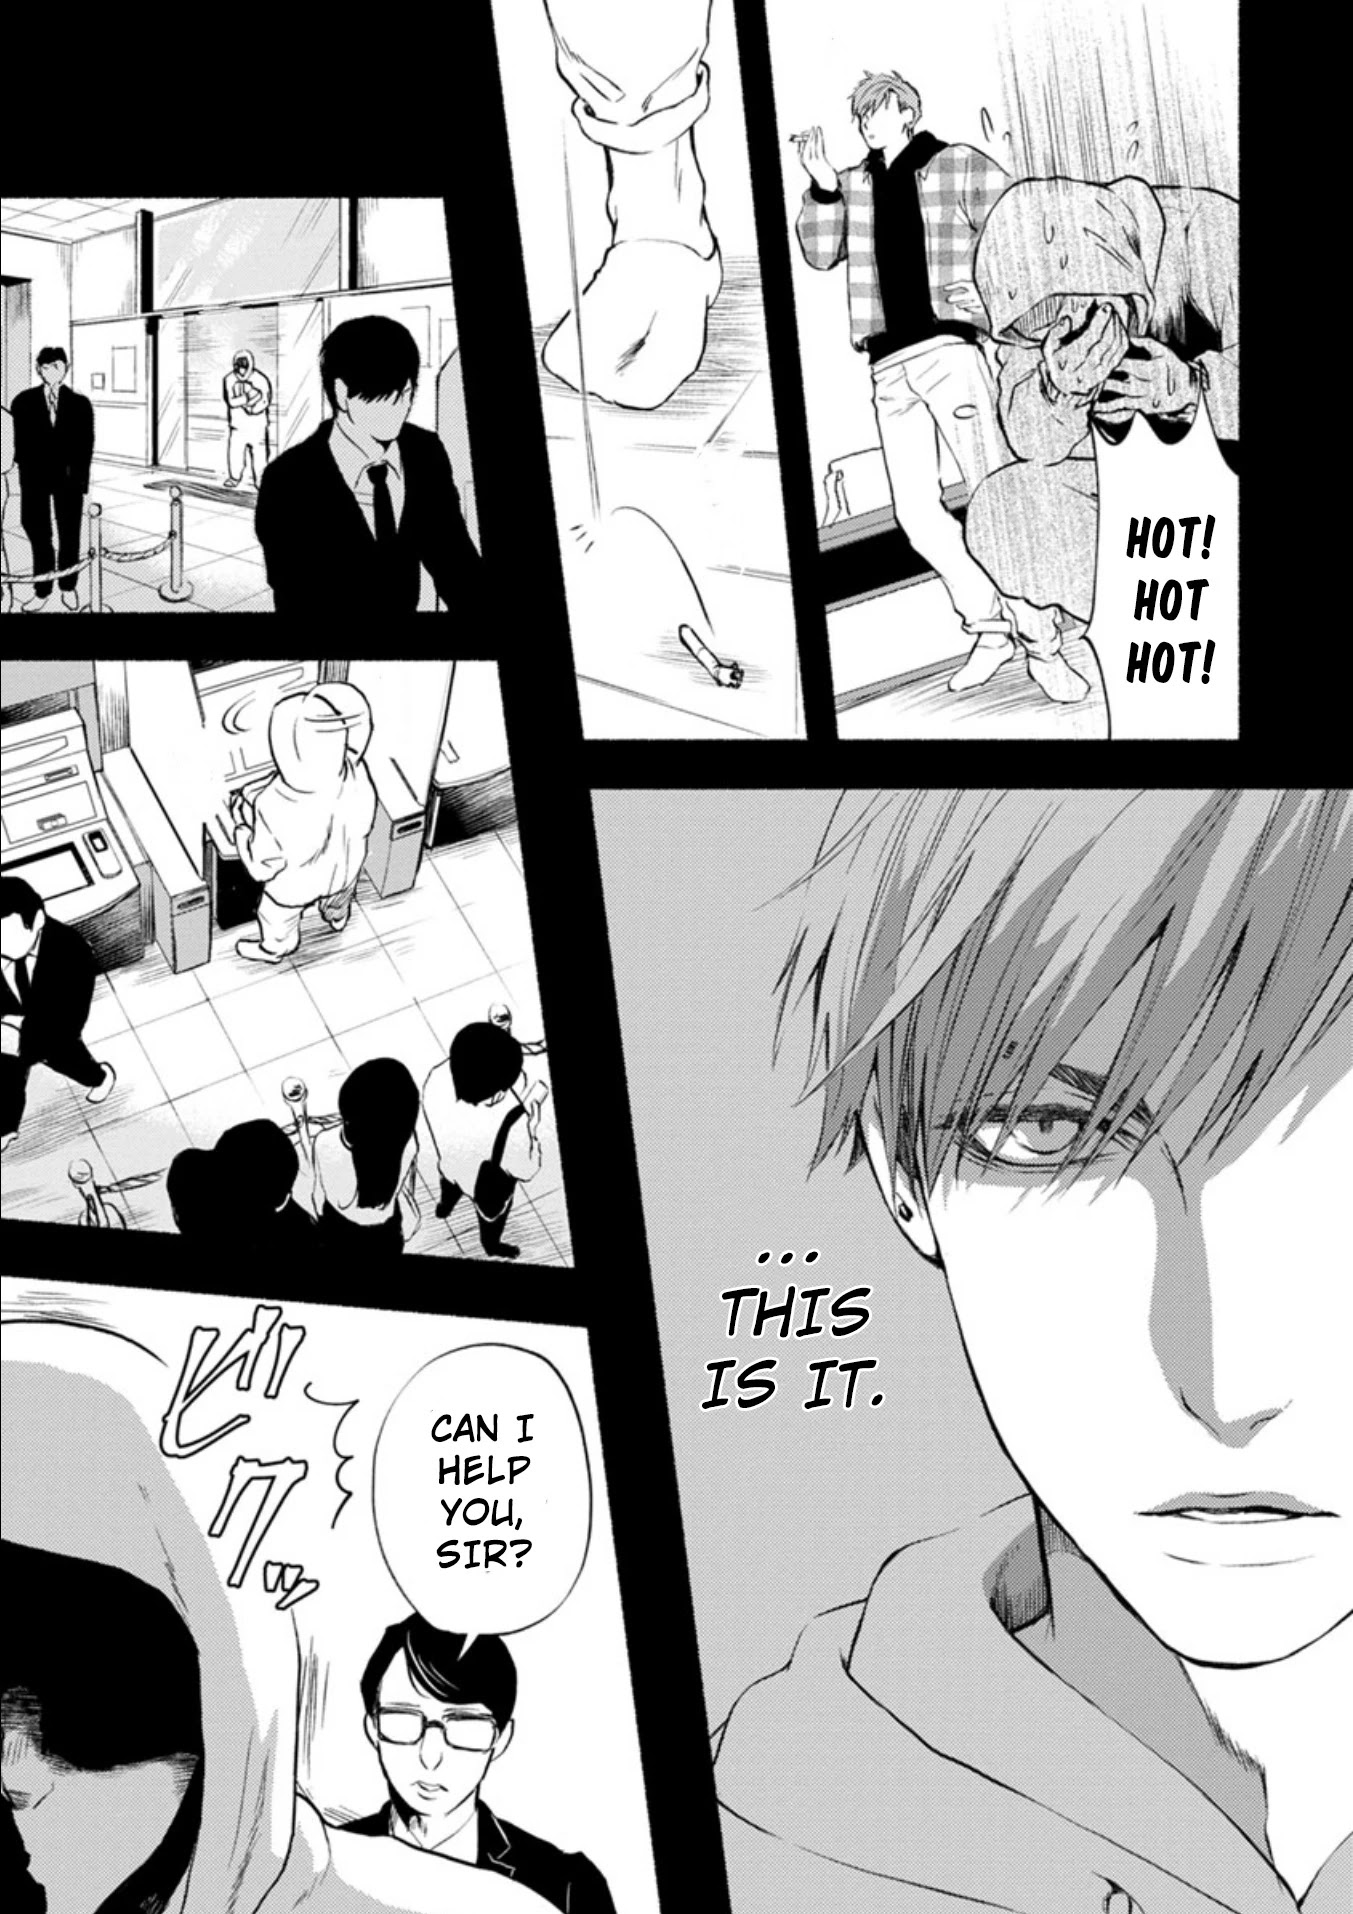 HOT!
HOT
HOT!
...
THIS
IS IT.
CAN I
HELP
YOU,
SIR?
ビクッ